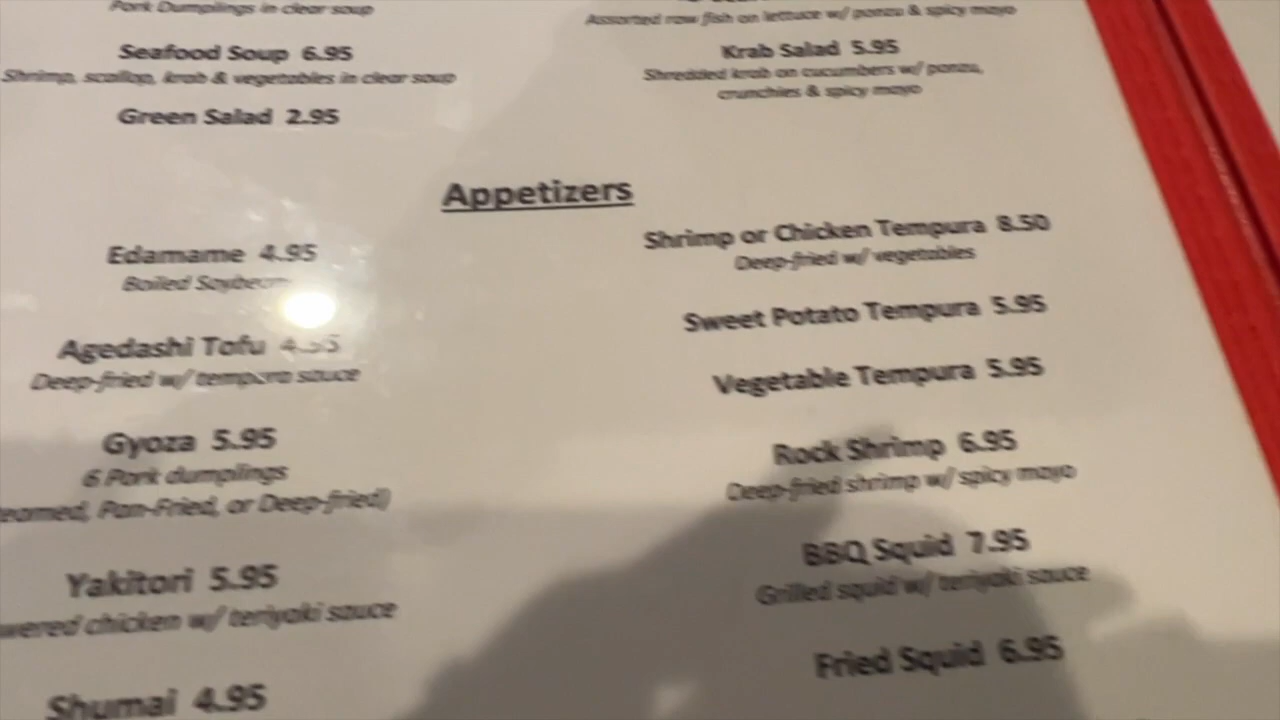 Pork Dumplings in clear soup
Seafood Soup 6.95
Shrimp, scallop, krab & vegetables in clear soup
Green Salad 2.95
Assorted raw fish on lettuce w/ ponzu & spicy mayo
Krab Salad 5.95
Shredded krab on cucumbers w/ ponzu,
crunchies & spicy mayo
Appetizers
Edamame 4.95
Boiled Soybean
Agedashi Tofu
Deep-fried w/ tempura sauce
Gyoza 5.95
6 Pork dumplings
eamed, Pan-Fried, or Deep-fried)
Yakitori 5.95
wered chicken w/ teriyaki sauce
Shumai 4.95
Shrimp or Chicken Tempura 8.50
Deep-fried w/ vegetables
Sweet Potato Tempura 5.95
Vegetable Tempura 5.95
Rock Shrimp 6.95
Deep-fried shrimp w/ spicy mayo
BBQ Squid 7.95
Grilled squid w/ teriyaki sauce
Fried Squid 6.95